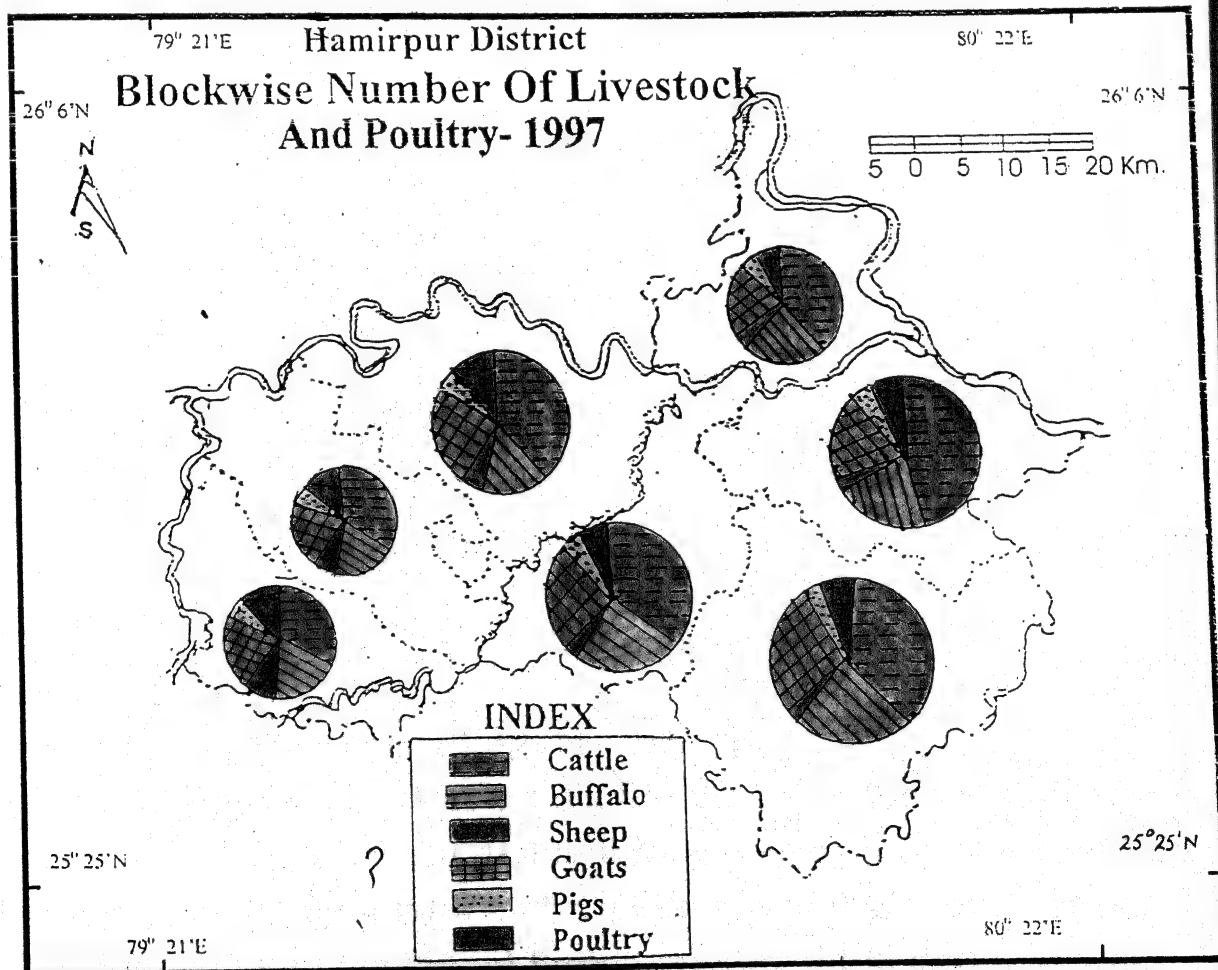 79" 21'E
Hamirpur District
80" 22'E
Blockwise Number Of Livestock
And Poultry- 1997
26" 6'N
26" 6'N
N
S
5 0 5 10 15 20 Km.
INDEX
Cattle
Buffalo
Sheep
Goats
Pigs
Poultry
25" 25'N
?
25°25'N
79" 21'E
80" 22'E